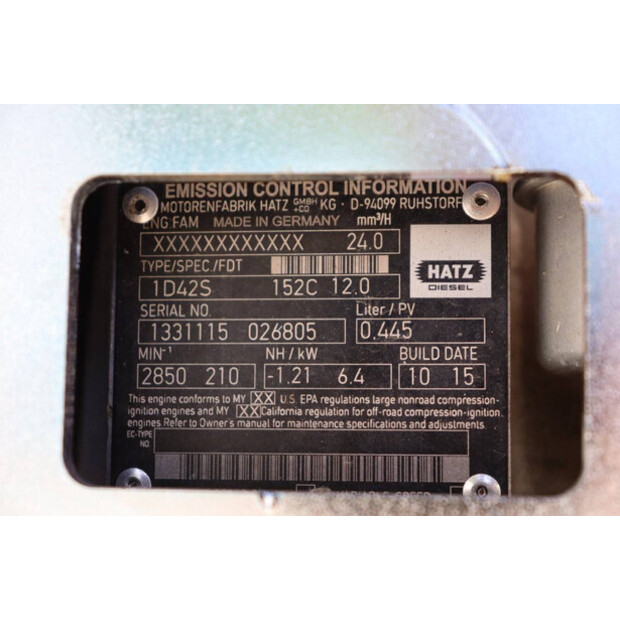 EMISSION CONTROL INFORMATION
MOTORENFABRIK HATZ GMBH +CO KG · D-94099 RUHSTORF
ENG FAM MADE IN GERMANY mm³/H
XXXXXXXXXXXX 24.0
TYPE/SPEC./FDT
HATZ
DIESEL
1D42S 152C 12.0
SERIAL NO. Liter / PV
1331115 026805 0.445
MIN-¹ NH / kW BUILD DATE
2850 210 -1.21 6.4 10 15
This engine conforms to MY XX U.S. EPA regulations large nonroad compression-
ignition engines and MY XX California regulation for off-road compression-ignition
engines. Refer to Owner's manual for maintenance specifications and adjustments.
EC-TYPE
NO.